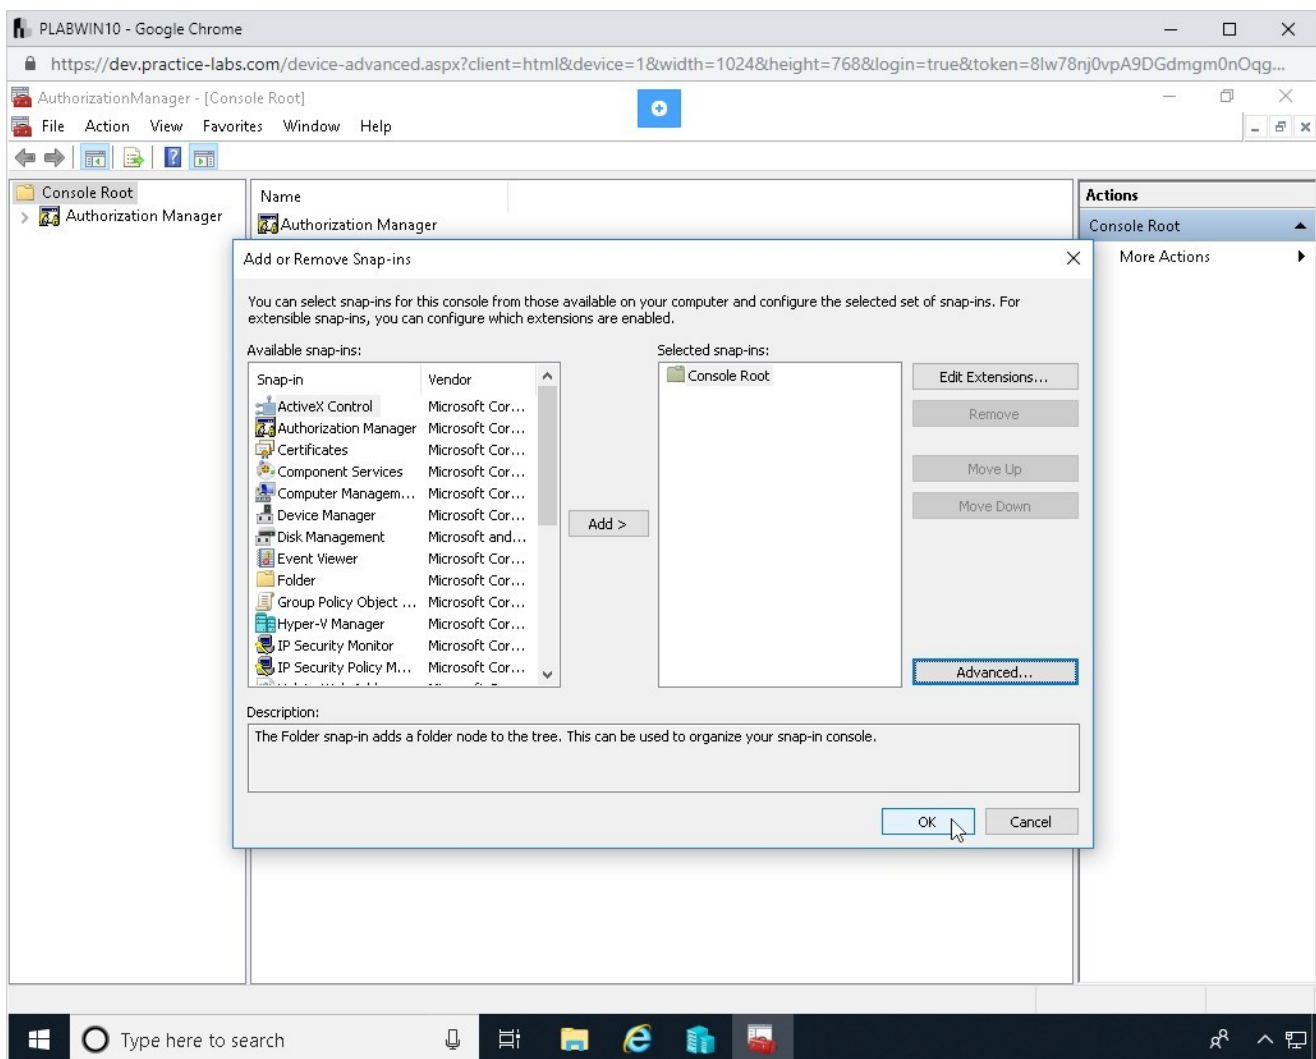 PLABWIN10 - Google Chrome
https://dev.practice-labs.com/device-advanced.aspx?client=html&device=1&width=1024&height=768&login=true&token=8lw78nj0vpA9DGdmgm0nOqg...
AuthorizationManager - [Console Root]
File Action View Favorites Window Help
Console Root
Authorization Manager
Name
Authorization Manager
Actions
Console Root
More Actions
Add or Remove Snap-ins
You can select snap-ins for this console from those available on your computer and configure the selected set of snap-ins. For
extensible snap-ins, you can configure which extensions are enabled.
Available snap-ins:
Snap-in Vendor
ActiveX Control Microsoft Cor...
Authorization Manager Microsoft Cor...
Certificates Microsoft Cor...
Component Services Microsoft Cor...
Computer Managem... Microsoft Cor...
Device Manager Microsoft Cor...
Disk Management Microsoft and...
Event Viewer Microsoft Cor...
Folder Microsoft Cor...
Group Policy Object ... Microsoft Cor...
Hyper-V Manager Microsoft Cor...
IP Security Monitor Microsoft Cor...
IP Security Policy M... Microsoft Cor...
Add >
Selected snap-ins:
Console Root
Edit Extensions...
Remove
Move Up
Move Down
Advanced...
Description:
The Folder snap-in adds a folder node to the tree. This can be used to organize your snap-in console.
OK
Cancel
Type here to search